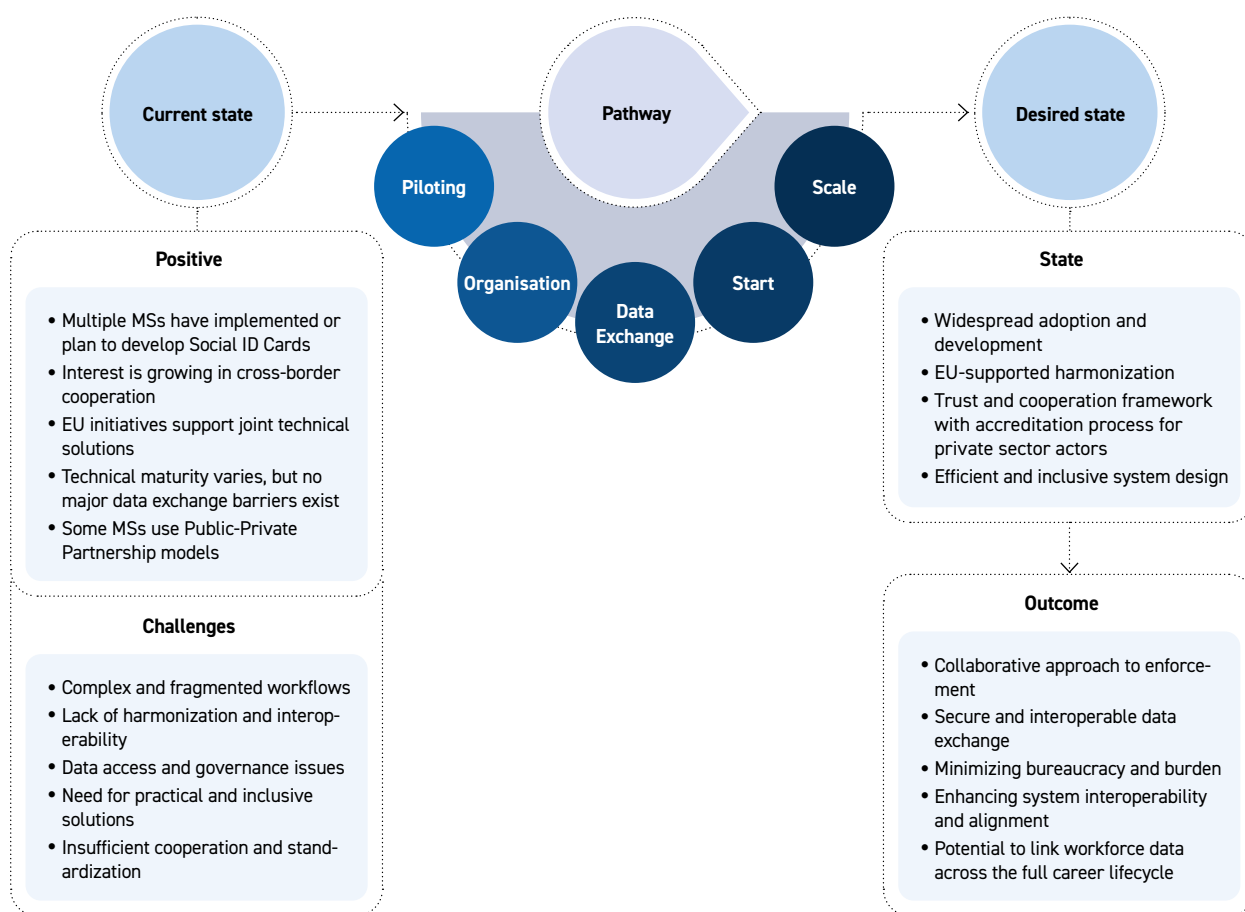 Current state
Pathway
Desired state
Piloting
Organisation
Data
Exchange
Start
Scale
Positive
• Multiple MSs have implemented or
plan to develop Social ID Cards
• Interest is growing in cross-border
cooperation
• EU initiatives support joint technical
solutions
• Technical maturity varies, but no
major data exchange barriers exist
• Some MSs use Public-Private
Partnership models
Challenges
• Complex and fragmented workflows
• Lack of harmonization and interop-
erability
• Data access and governance issues
• Need for practical and inclusive
solutions
• Insufficient cooperation and stand-
ardization
State
• Widespread adoption and
development
• EU-supported harmonization
• Trust and cooperation framework
with accreditation process for
private sector actors
• Efficient and inclusive system design
Outcome
• Collaborative approach to enforce-
ment
• Secure and interoperable data
exchange
• Minimizing bureaucracy and burden
• Enhancing system interoperability
and alignment
• Potential to link workforce data
across the full career lifecycle